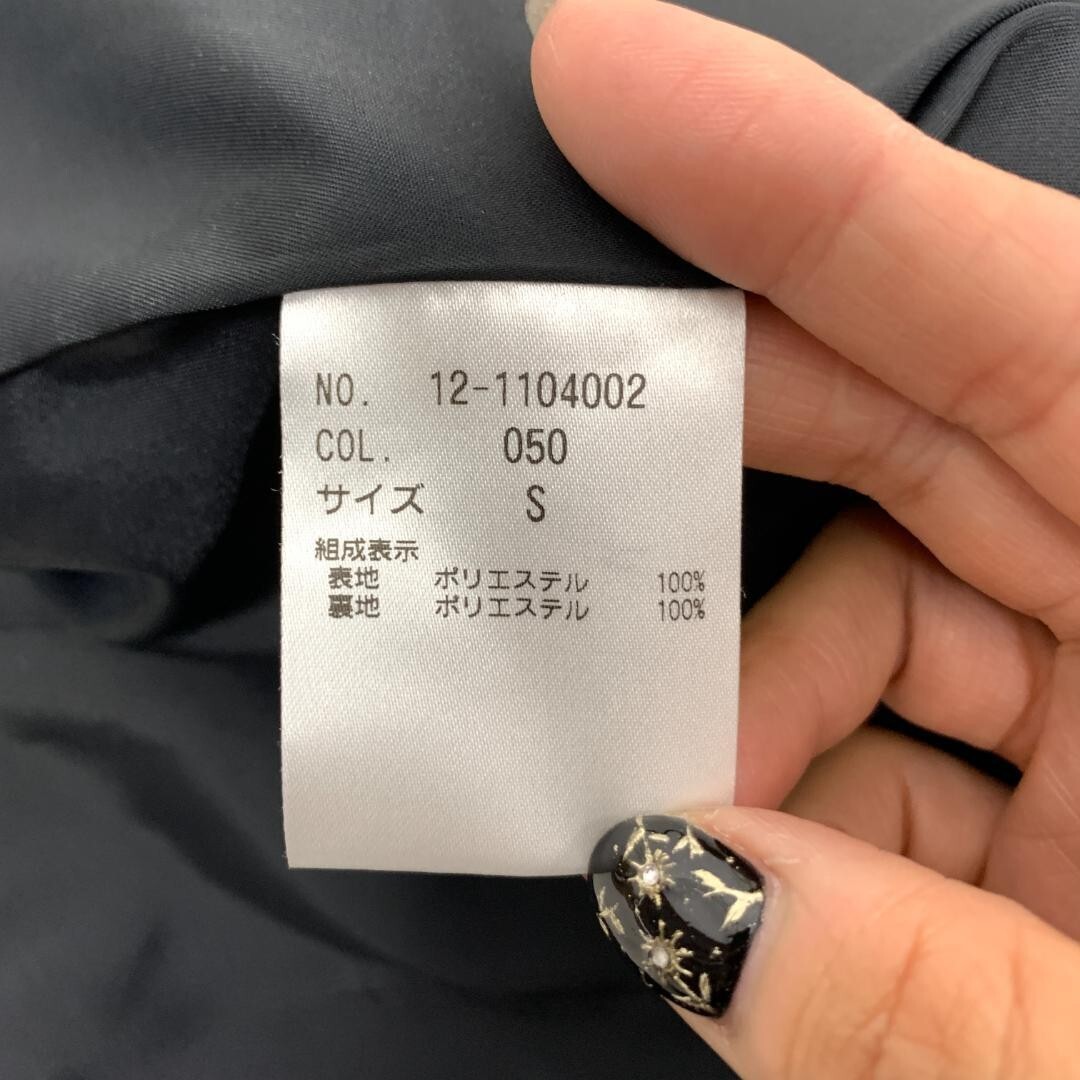 NO. 12-1104002
COL. 050
サイズ S
組成表示
表地 ポリエステル 100%
裏地 ポリエステル 100%